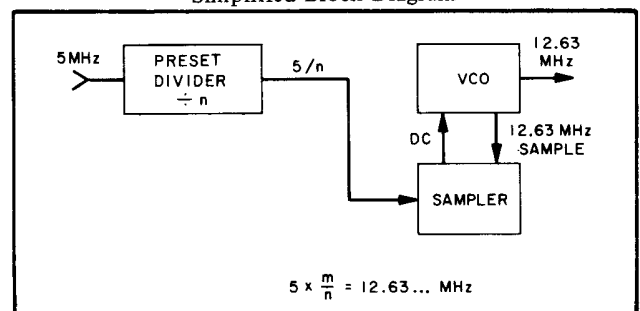 Simplified Block Diagram
5MHz
PRESET
DIVIDER
÷ n
5/n
VCO
12.63
MHz
DC
12.63 MHz
SAMPLE
SAMPLER
5 x m/n = 12.63... MHz